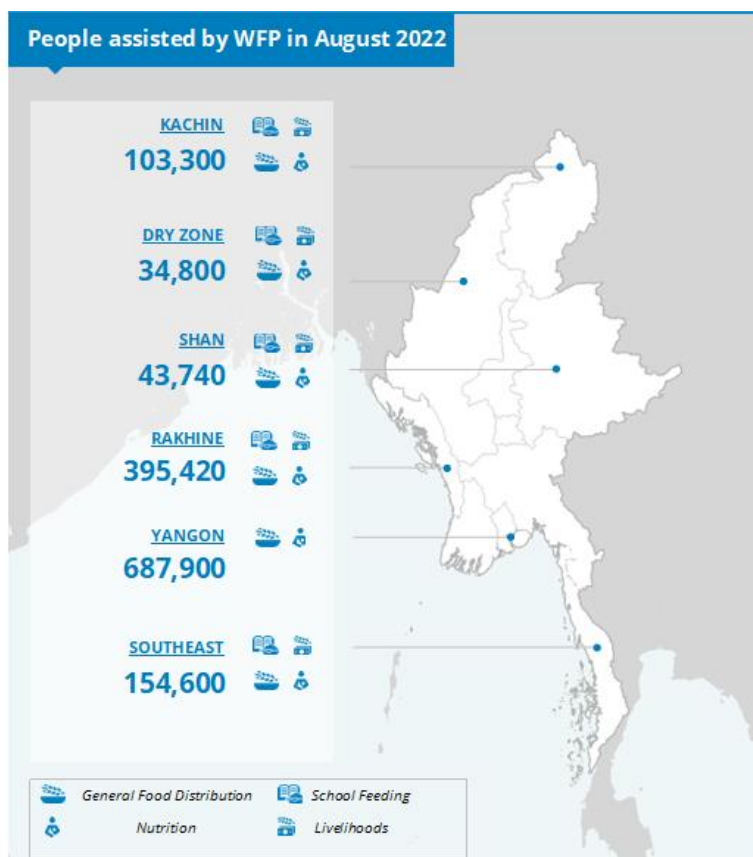 People assisted by WFP in August 2022
KACHIN
103,300
DRY ZONE
34,800
SHAN
43,740
RAKHINE
395,420
YANGON
687,900
SOUTHEAST
154,600
General Food Distribution School Feeding
Nutrition Livelihoods